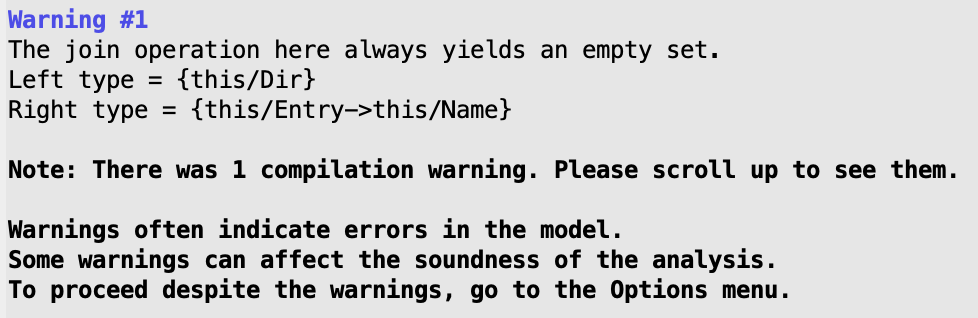 Warning #1
The join operation here always yields an empty set.
Left type = {this/Dir}
Right type = {this/Entry->this/Name}
Note: There was 1 compilation warning. Please scroll up to see them.
Warnings often indicate errors in the model.
Some warnings can affect the soundness of the analysis.
To proceed despite the warnings, go to the Options menu.